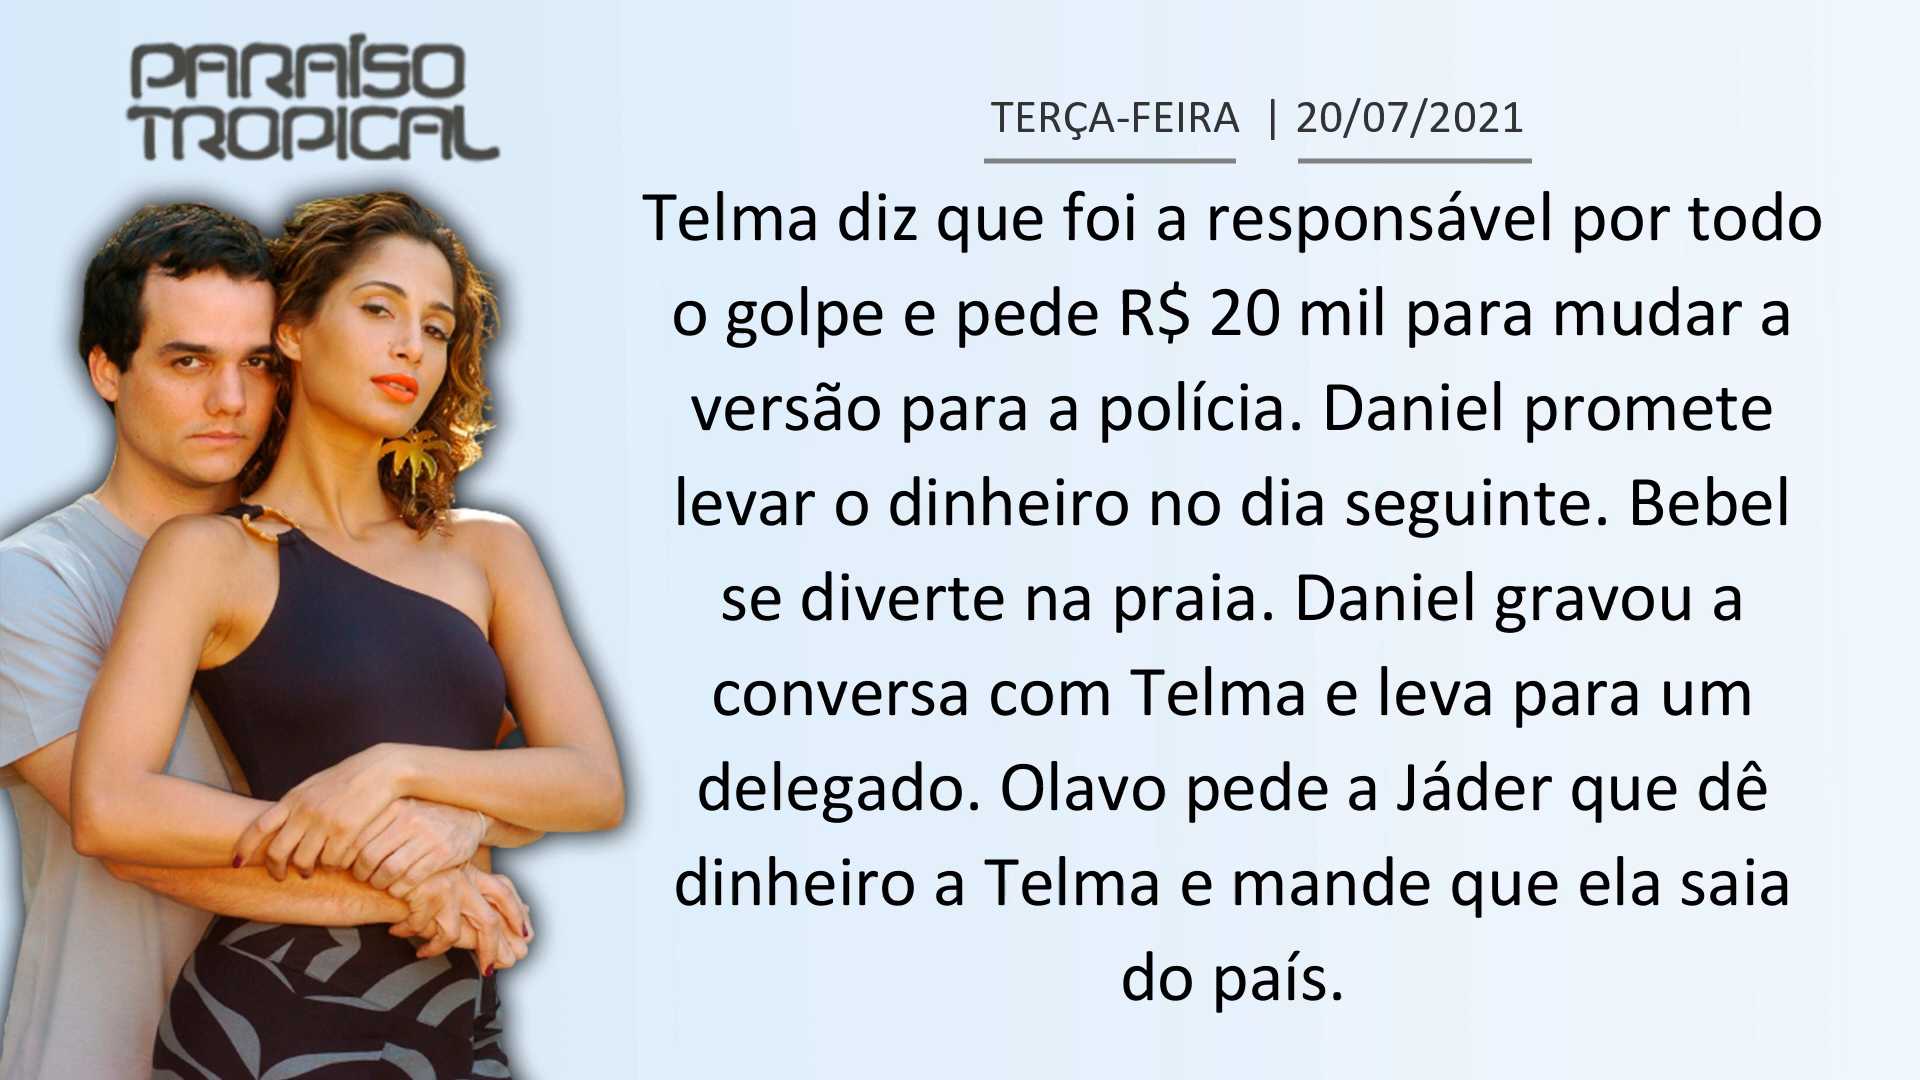 PARAÍSO
TROPICAL
TERÇA-FEIRA | 20/07/2021
Telma diz que foi a responsável por todo
o golpe e pede R$ 20 mil para mudar a
versão para a polícia. Daniel promete
levar o dinheiro no dia seguinte. Bebel
se diverte na praia. Daniel gravou a
conversa com Telma e leva para um
delegado. Olavo pede a Jáder que dê
dinheiro a Telma e mande que ela saia
do país.